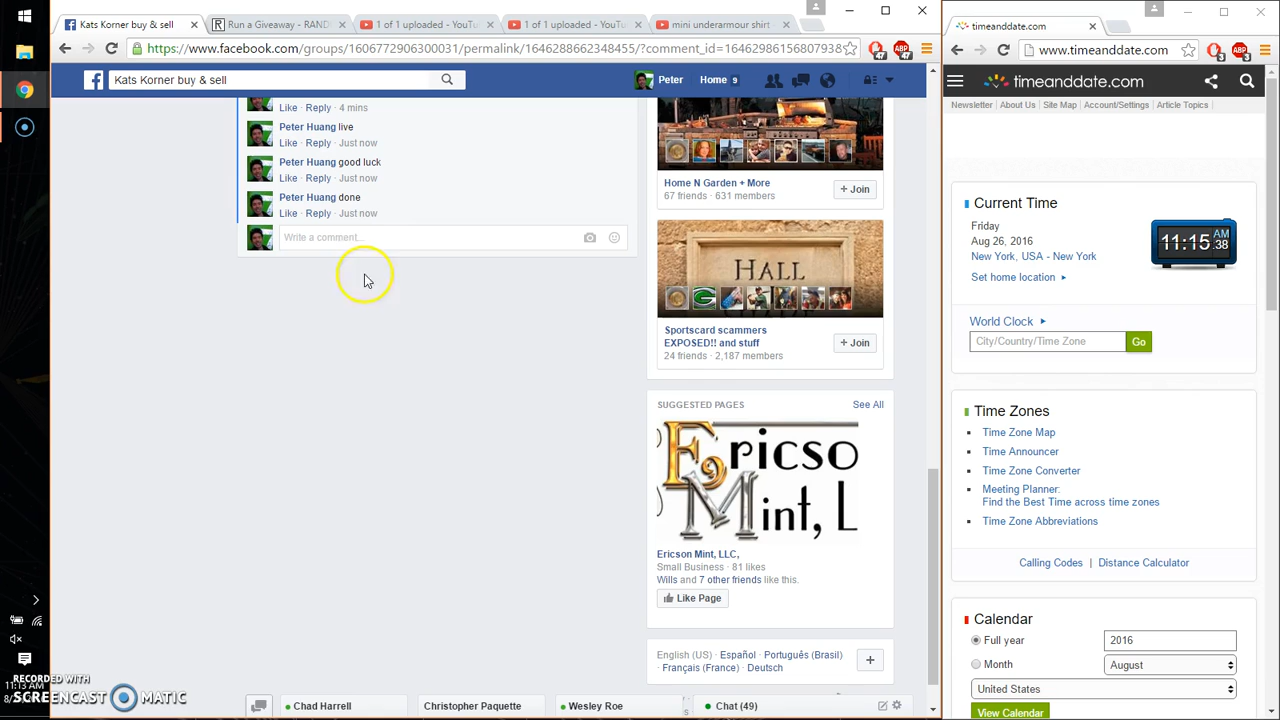 Kats Korner buy & sell
Run a Giveaway - RAND
1 of 1 uploaded - YouTu
1 of 1 uploaded - YouTu
mini underarmour shirt
https://www.facebook.com/groups/160677290630031/permalink/1646288662348455/?comment_id=16462986156807938
47
47
Kats Korner buy & sell
Peter
Home 9
Like · Reply · 4 mins
Peter Huang live
Like · Reply · Just now
Peter Huang good luck
Like · Reply · Just now
Peter Huang done
Like · Reply · Just now
Write a comment...
Home N Garden + More
67 friends · 631 members
+ Join
HALL
Sportscard scammers
EXPOSED!! and stuff
24 friends · 2,187 members
+ Join
SUGGESTED PAGES
See All
Ericso
Mint, L
Ericson Mint, LLC,
Small Business · 81 likes
Wills and 7 other friends like this.
Like Page
English (US) · Español · Português (Brasil) ·
Français (France) · Deutsch
Chad Harrell
Christopher Paquette
Wesley Roe
Chat (49)
RECORDED WITH
11:13 AM
SCREENCAST MATIC
timeanddate.com
www.timeanddate.com
3
3
timeanddate.com
Newsletter
About Us
Site Map
Account/Settings
Article Topics
Current Time
Friday
Aug 26, 2016
New York, USA - New York
Set home location
11:15 AM 38
World Clock
City/Country/Time Zone
Go
Time Zones
Time Zone Map
Time Announcer
Time Zone Converter
Meeting Planner:
Find the Best Time across time zones
Time Zone Abbreviations
Calling Codes | Distance Calculator
Calendar
Full year
2016
Month
August
United States
View Calendar